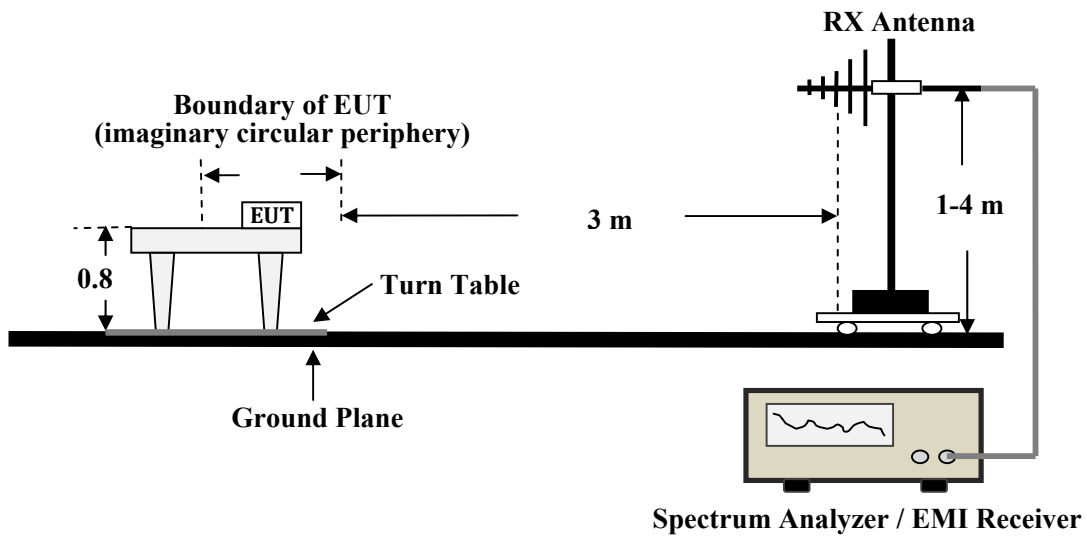 RX Antenna
Boundary of EUT
(imaginary circular periphery)
EUT
3 m
1-4 m
0.8
Turn Table
Ground Plane
Spectrum Analyzer / EMI Receiver